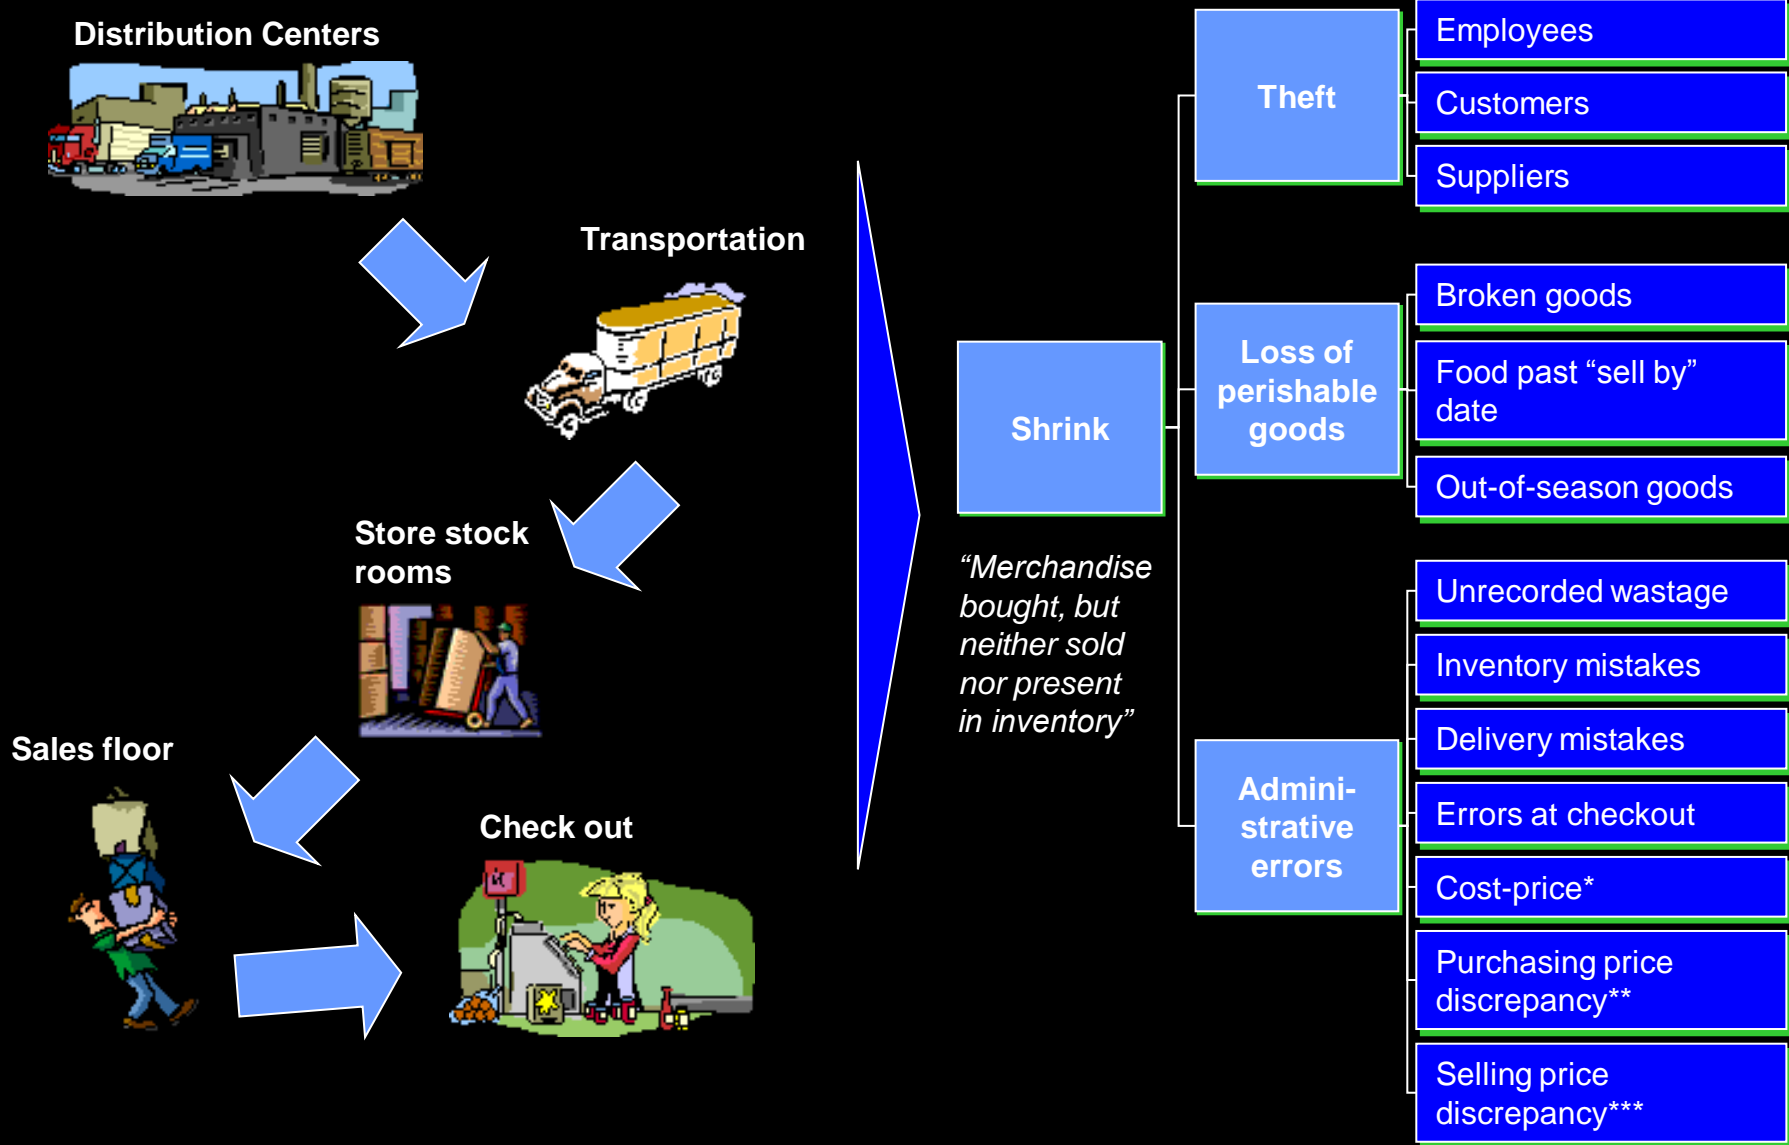 Distribution Centers
Transportation
Store stock
rooms
Sales floor
Check out
Shrink
“Merchandise
bought, but
neither sold
nor present
in inventory”
Theft
Employees
Customers
Suppliers
Loss of
perishable
goods
Broken goods
Food past “sell by”
date
Out-of-season goods
Admini-
strative
errors
Unrecorded wastage
Inventory mistakes
Delivery mistakes
Errors at checkout
Cost-price*
Purchasing price
discrepancy**
Selling price
discrepancy***